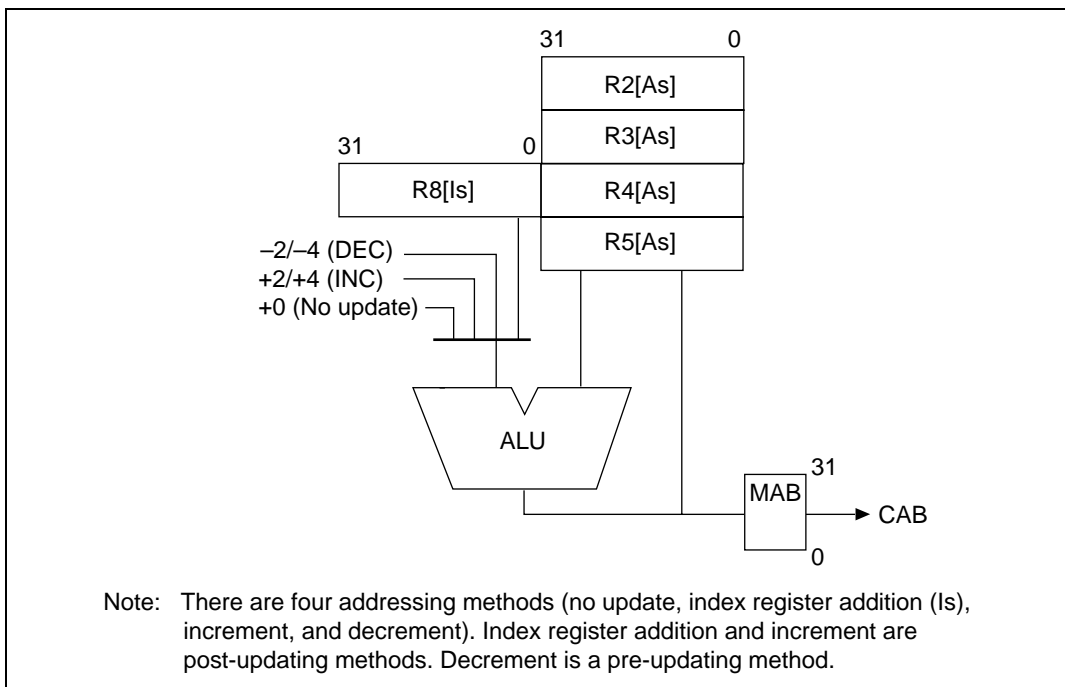 31 0
R2[As]
R3[As]
31 0
R8[Is] R4[As]
R5[As]
–2/–4 (DEC)
+2/+4 (INC)
+0 (No update)
ALU
31
MAB
CAB
0
Note: There are four addressing methods (no update, index register addition (Is),
increment, and decrement). Index register addition and increment are
post-updating methods. Decrement is a pre-updating method.